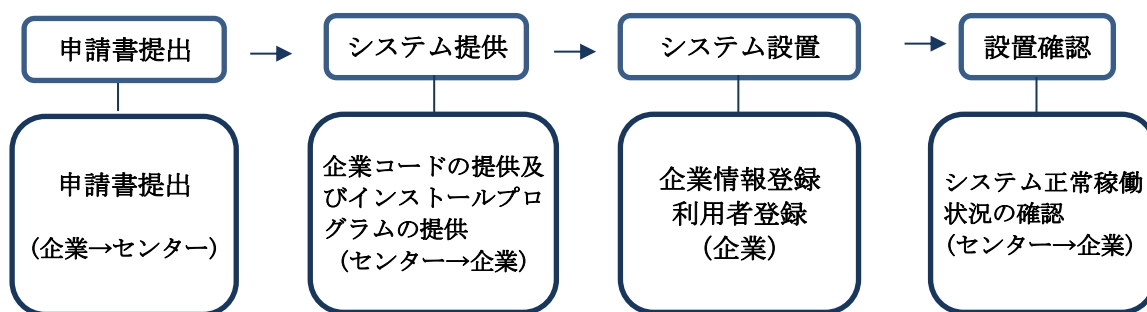 申請書提出
システム提供
システム設置
設置確認
申請書提出
(企業→センター)
企業コードの提供及
びインストールプロ
グラムの提供
(センター→企業)
企業情報登録
利用者登録
(企業)
システム正常稼働
状況の確認
(センター→企業)